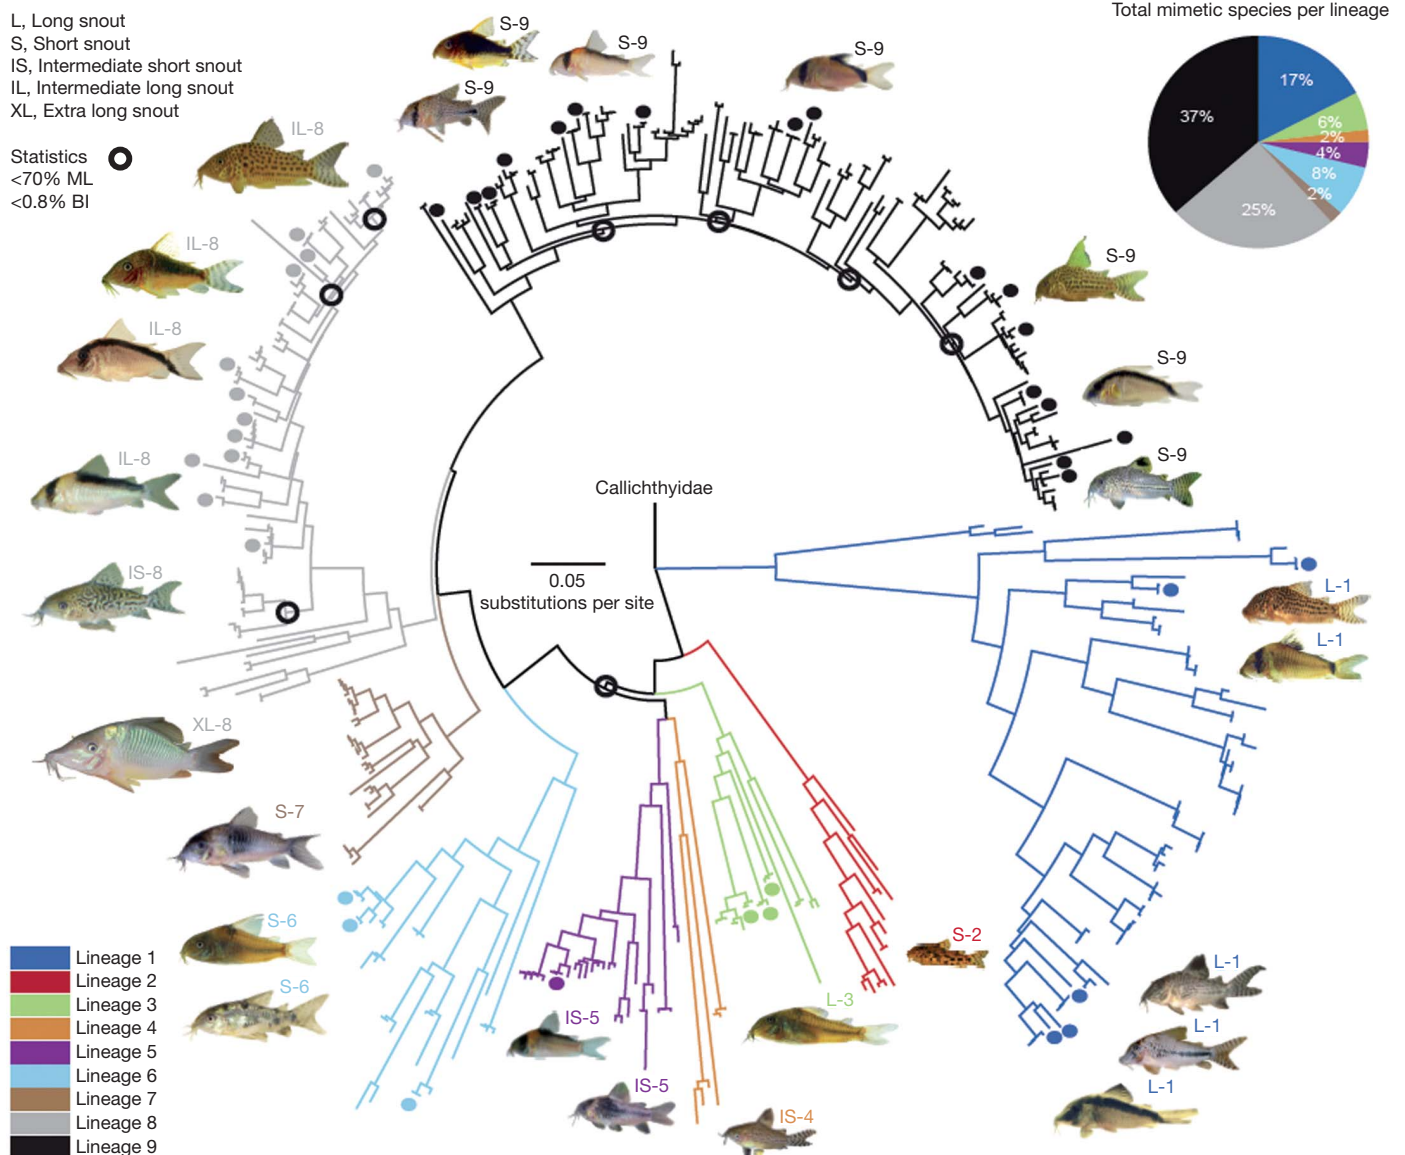 L, Long snout
S, Short snout
IS, Intermediate short snout
IL, Intermediate long snout
XL, Extra long snout
Statistics
<70% ML
<0.8% BI
Total mimetic species per lineage
17%
6%
2%
4%
8%
2%
25%
37%
S-9
S-9
S-9
S-9
S-9
S-9
S-9
IL-8
IL-8
IL-8
IL-8
IS-8
XL-8
S-7
S-6
S-6
IS-5
IS-5
IS-4
L-3
S-2
L-1
L-1
L-1
L-1
L-1
Callichthyidae
0.05
substitutions per site
Lineage 1
Lineage 2
Lineage 3
Lineage 4
Lineage 5
Lineage 6
Lineage 7
Lineage 8
Lineage 9